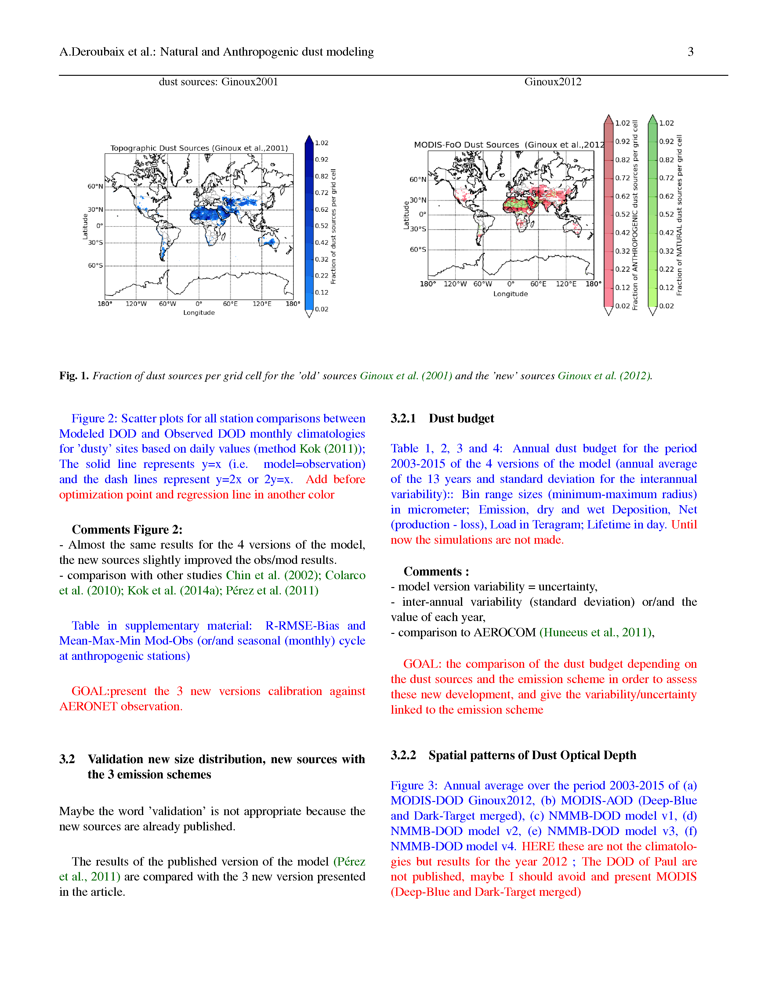 A.Deroubaix et al.: Natural and Anthropogenic dust modeling
3
dust sources: Ginoux2001
Ginoux2012
Topographic Dust Sources (Ginoux et al.,2001)
60°N
30°N
0°
30°S
60°S
Latitude
180° 120°W 60°W 0° 60°E 120°E 180°
Longitude
1.02
0.92
0.82
0.72
0.62
0.52
0.42
0.32
0.22
0.12
0.02
Fraction of dust sources per grid cell
MODIS-FoO Dust Sources (Ginoux et al.,2012
60°N
30°N
0°
30°S
60°S
Latitude
180° 120°W 60°W 0° 60°E 120°E 180°
Longitude
1.02
0.92
0.82
0.72
0.62
0.52
0.42
0.32
0.22
0.12
0.02
Fraction of ANTHROPOGENIC dust sources per grid cell
1.02
0.92
0.82
0.72
0.62
0.52
0.42
0.32
0.22
0.12
0.02
Fraction of NATURAL dust sources per grid cell
Fig. 1. Fraction of dust sources per grid cell for the 'old' sources Ginoux et al. (2001) and the 'new' sources Ginoux et al. (2012).
Figure 2: Scatter plots for all station comparisons between
Modeled DOD and Observed DOD monthly climatologies
for 'dusty' sites based on daily values (method Kok (2011));
The solid line represents y=x (i.e. model=observation)
and the dash lines represent y=2x or 2y=x. Add before
optimization point and regression line in another color
Comments Figure 2:
- Almost the same results for the 4 versions of the model,
the new sources slightly improved the obs/mod results.
- comparison with other studies Chin et al. (2002); Colarco
et al. (2010); Kok et al. (2014a); Pérez et al. (2011)
Table in supplementary material: R-RMSE-Bias and
Mean-Max-Min Mod-Obs (or/and seasonal (monthly) cycle
at anthropogenic stations)
GOAL:present the 3 new versions calibration against
AERONET observation.
3.2 Validation new size distribution, new sources with
the 3 emission schemes
Maybe the word 'validation' is not appropriate because the
new sources are already published.
The results of the published version of the model (Pérez
et al., 2011) are compared with the 3 new version presented
in the article.
3.2.1 Dust budget
Table 1, 2, 3 and 4: Annual dust budget for the period
2003-2015 of the 4 versions of the model (annual average
of the 13 years and standard deviation for the interannual
variability):: Bin range sizes (minimum-maximum radius)
in micrometer; Emission, dry and wet Deposition, Net
(production - loss), Load in Teragram; Lifetime in day. Until
now the simulations are not made.
Comments :
- model version variability = uncertainty,
- inter-annual variability (standard deviation) or/and the
value of each year,
- comparison to AEROCOM (Huneeus et al., 2011),
GOAL: the comparison of the dust budget depending on
the dust sources and the emission scheme in order to assess
these new development, and give the variability/uncertainty
linked to the emission scheme
3.2.2 Spatial patterns of Dust Optical Depth
Figure 3: Annual average over the period 2003-2015 of (a)
MODIS-DOD Ginoux2012, (b) MODIS-AOD (Deep-Blue
and Dark-Target merged), (c) NMMB-DOD model v1, (d)
NMMB-DOD model v2, (e) NMMB-DOD model v3, (f)
NMMB-DOD model v4. HERE these are not the climatolo-
gies but results for the year 2012 ; The DOD of Paul are
not published, maybe I should avoid and present MODIS
(Deep-Blue and Dark-Target merged)